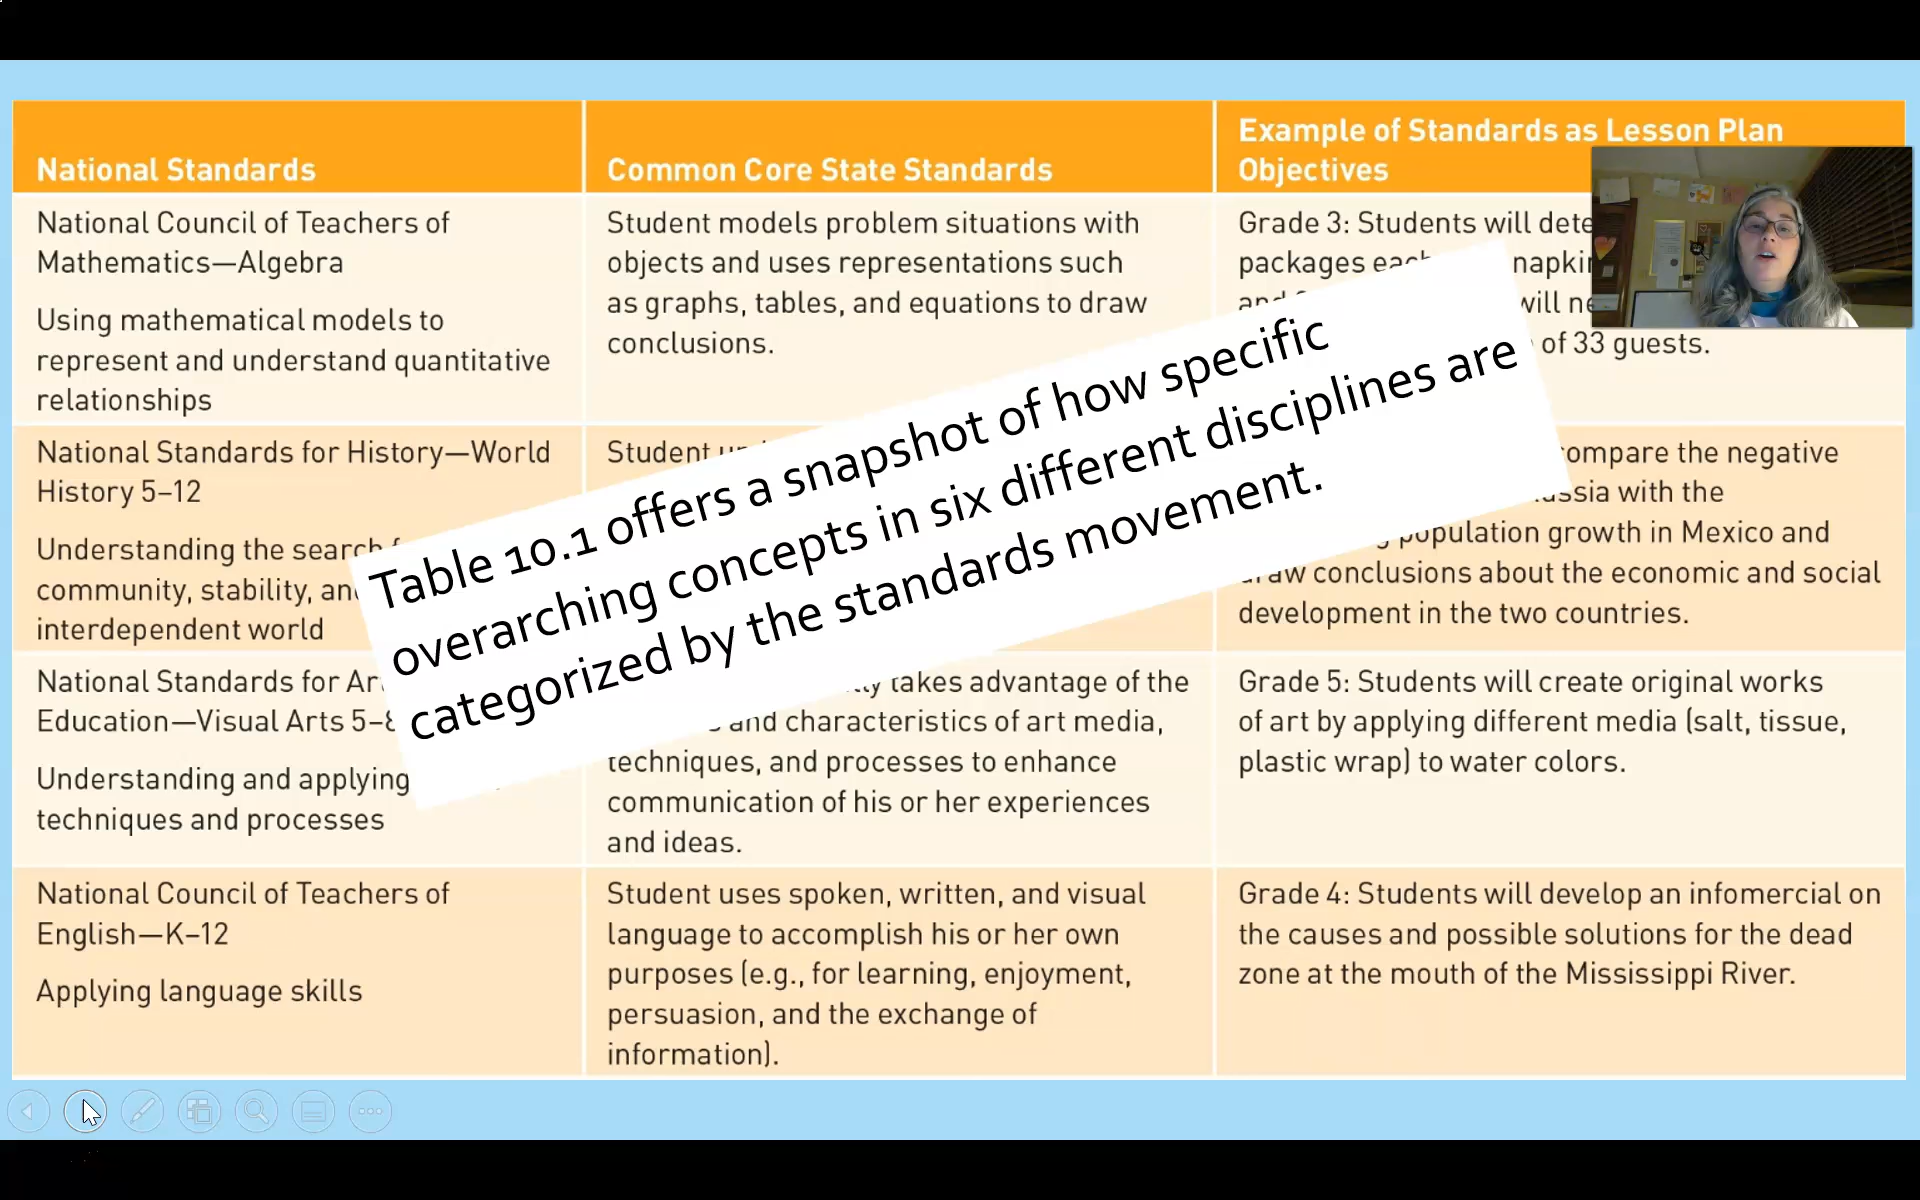 National Standards
Common Core State Standards
Example of Standards as Lesson Plan
Objectives
National Council of Teachers of
Mathematics—Algebra
Using mathematical models to
represent and understand quantitative
relationships
Student models problem situations with
objects and uses representations such
as graphs, tables, and equations to draw
conclusions.
Grade 3: Students will
packages
will
of 33 guests.
National Standards for History—World
History 5–12
Understanding the search
community, stability,
interdependent world
Student
compare the negative
with the
population growth in Mexico and
draw conclusions about the economic and social
development in the two countries.
Table 10.1 offers a snapshot of how specific
overarching concepts in six different disciplines are
categorized by the standards movement.
National Standards for
Education—Visual Arts
Understanding and applying
techniques and processes
takes advantage of the
and characteristics of art media,
techniques, and processes to enhance
communication of his or her experiences
and ideas.
Grade 5: Students will create original works
of art by applying different media (salt, tissue,
plastic wrap) to water colors.
National Council of Teachers of
English—K–12
Applying language skills
Student uses spoken, written, and visual
language to accomplish his or her own
purposes (e.g., for learning, enjoyment,
persuasion, and the exchange of
information).
Grade 4: Students will develop an infomercial on
the causes and possible solutions for the dead
zone at the mouth of the Mississippi River.